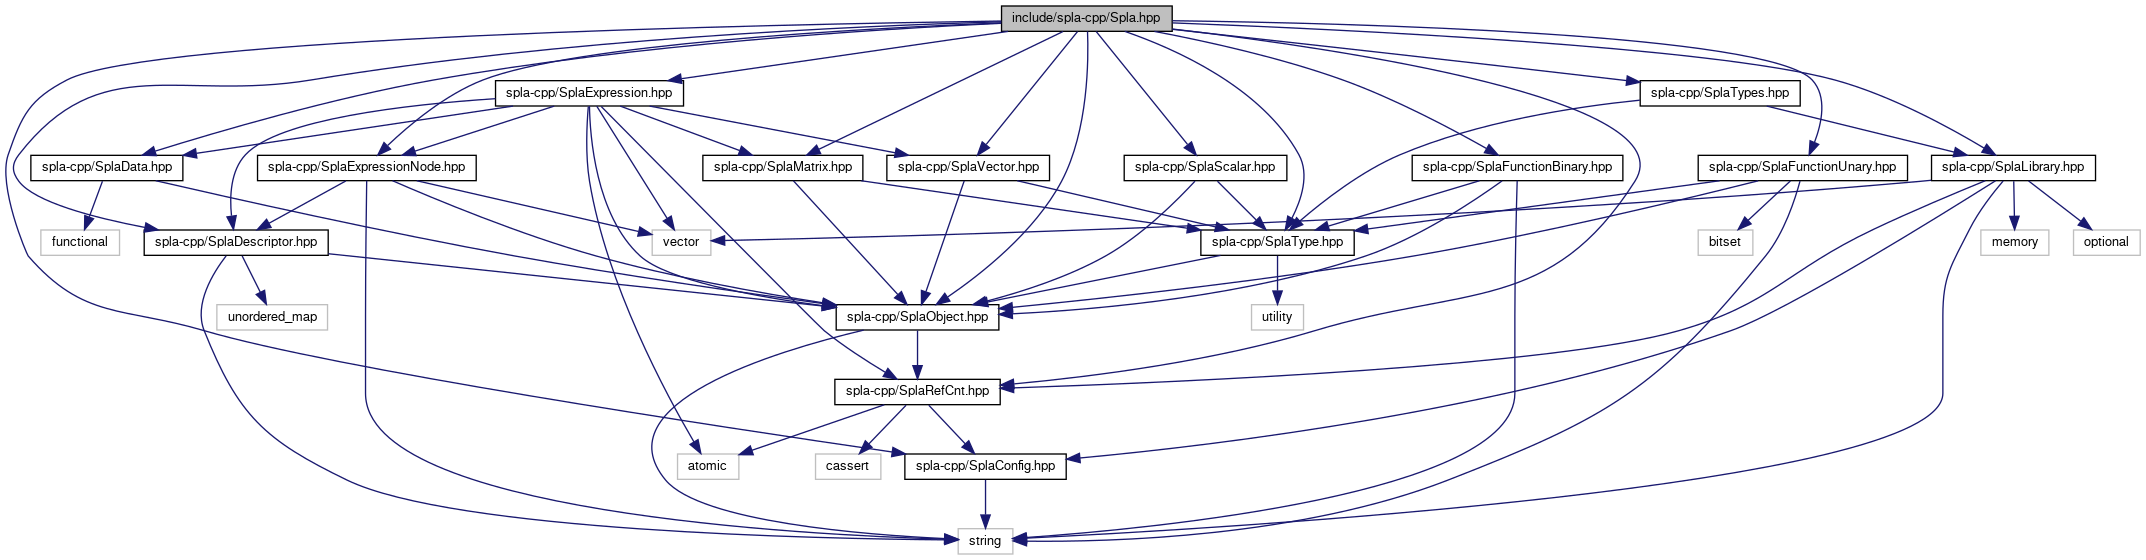 include/spla-cpp/Spla.hpp
spla-cpp/SplaExpression.hpp
spla-cpp/SplaTypes.hpp
spla-cpp/SplaData.hpp
spla-cpp/SplaExpressionNode.hpp
spla-cpp/SplaMatrix.hpp
spla-cpp/SplaVector.hpp
spla-cpp/SplaScalar.hpp
spla-cpp/SplaFunctionBinary.hpp
spla-cpp/SplaFunctionUnary.hpp
spla-cpp/SplaLibrary.hpp
functional
spla-cpp/SplaDescriptor.hpp
vector
spla-cpp/SplaType.hpp
bitset
memory
optional
unordered_map
spla-cpp/SplaObject.hpp
utility
spla-cpp/SplaRefCnt.hpp
atomic
cassert
spla-cpp/SplaConfig.hpp
string